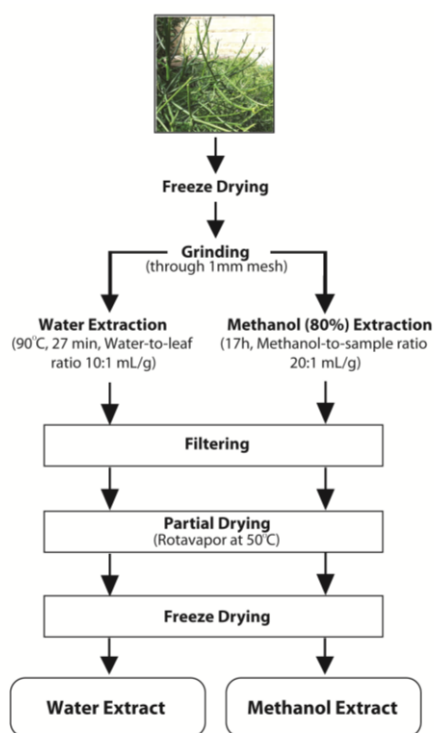 Freeze Drying
Grinding
(through 1mm mesh)
Water Extraction
(90°C, 27 min, Water-to-leaf
ratio 10:1 mL/g)
Methanol (80%) Extraction
(17h, Methanol-to-sample ratio
20:1 mL/g)
Filtering
Partial Drying
(Rotavapor at 50°C)
Freeze Drying
Water Extract
Methanol Extract